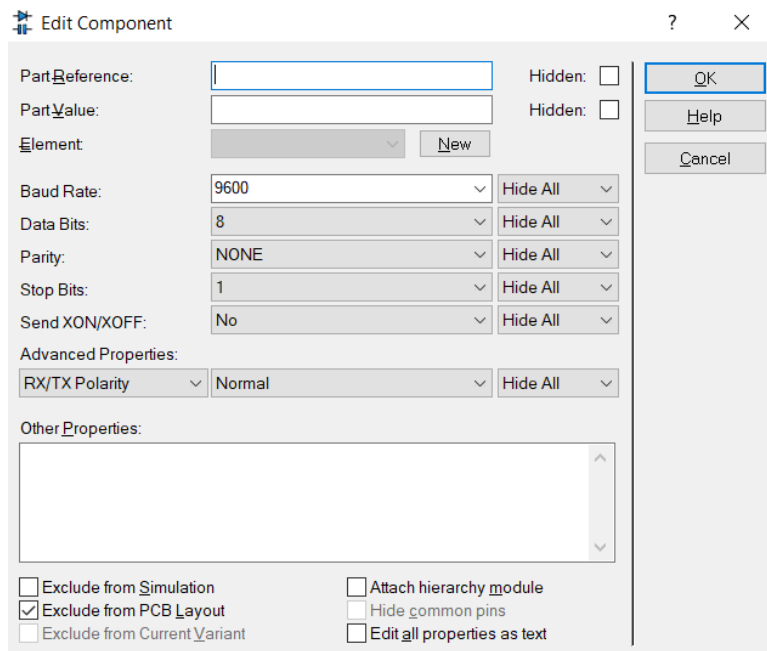 Edit Component ? ×
Part Reference: Hidden: OK
Part Value: Hidden: Help
Element: New Cancel
Baud Rate: 9600 Hide All
Data Bits: 8 Hide All
Parity: NONE Hide All
Stop Bits: 1 Hide All
Send XON/XOFF: No Hide All
Advanced Properties:
RX/TX Polarity Normal Hide All
Other Properties:
Exclude from Simulation Attach hierarchy module
Exclude from PCB Layout Hide common pins
Exclude from Current Variant Edit all properties as text